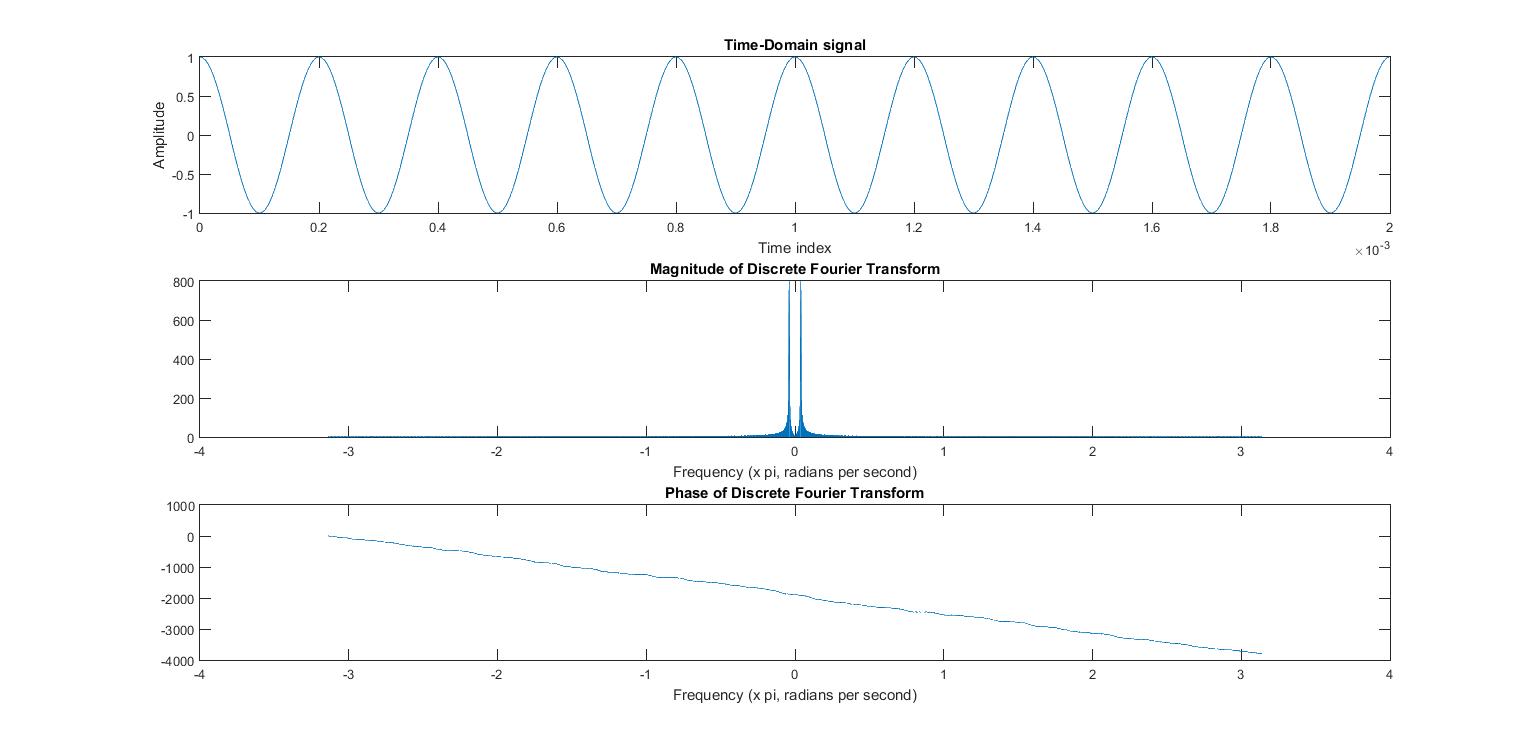 Time-Domain signal
1
0.5
0
-0.5
-1
Amplitude
0 0.2 0.4 0.6 0.8 1 1.2 1.4 1.6 1.8 2
Time index
×10-3
Magnitude of Discrete Fourier Transform
800
600
400
200
0
-4 -3 -2 -1 0 1 2 3 4
Frequency (x pi, radians per second)
Phase of Discrete Fourier Transform
1000
0
-1000
-2000
-3000
-4000
-4 -3 -2 -1 0 1 2 3 4
Frequency (x pi, radians per second)